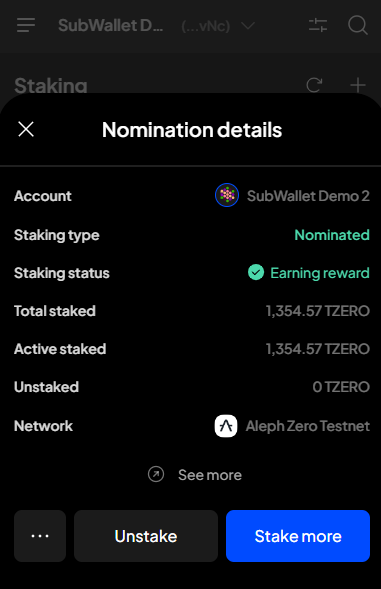 SubWallet D... (...vNc)
Staking
Nomination details
Account SubWallet Demo 2
Staking type Nominated
Staking status Earning reward
Total staked 1,354.57 TZERO
Active staked 1,354.57 TZERO
Unstaked 0 TZERO
Network Aleph Zero Testnet
See more
... Unstake Stake more